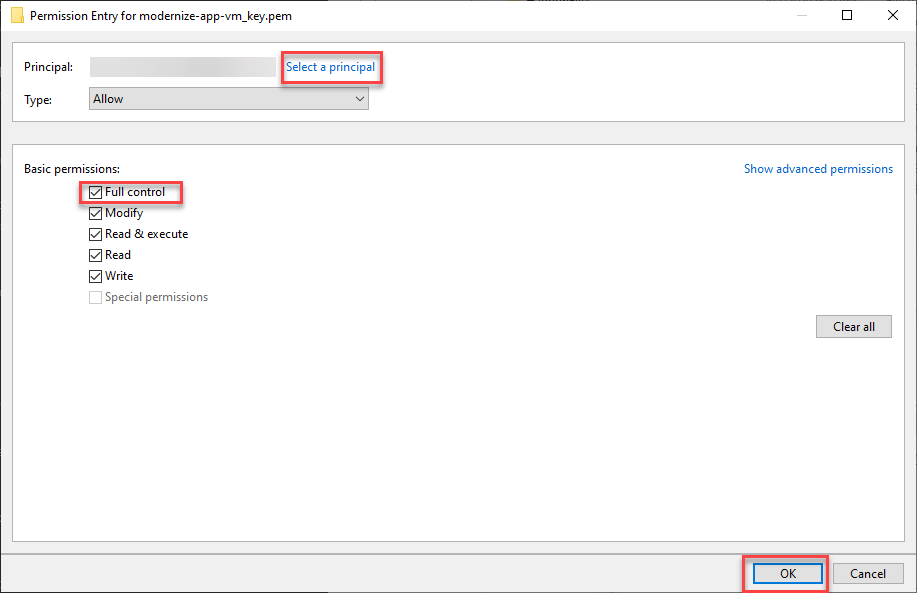 Permission Entry for modernize-app-vm_key.pem
Principal: Select a principal
Type: Allow
Basic permissions: Show advanced permissions
Full control
Modify
Read & execute
Read
Write
Special permissions
Clear all
OK Cancel